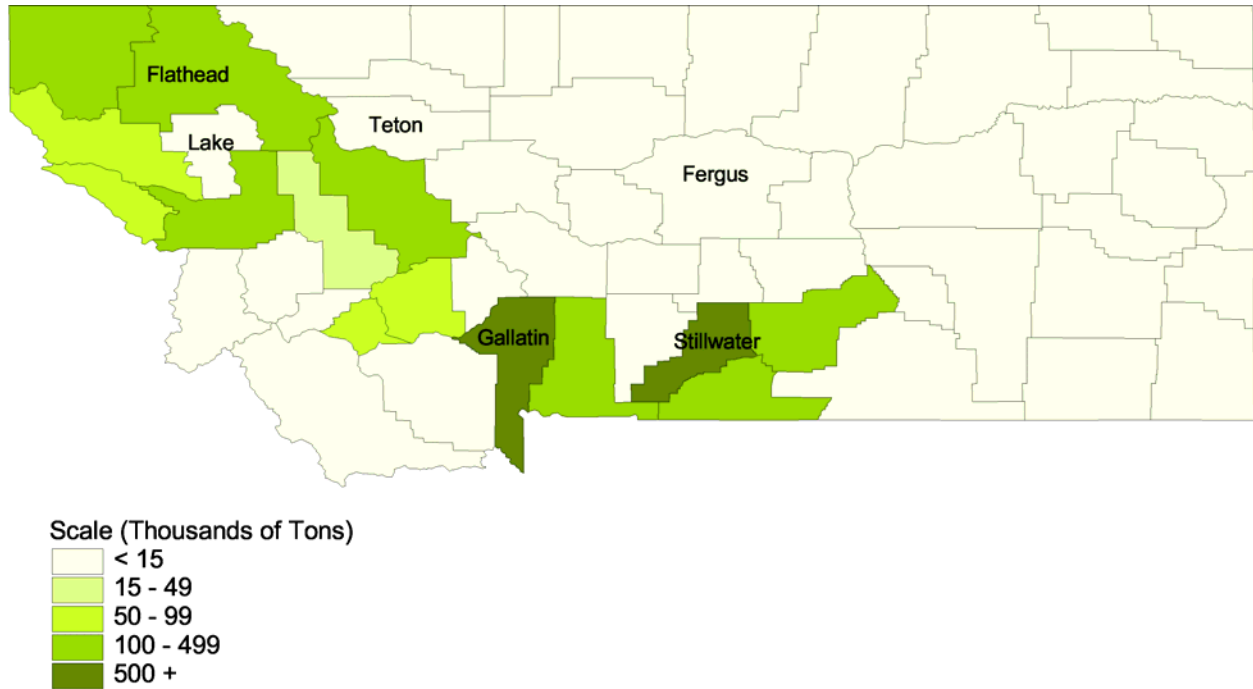 Flathead
Teton
Lake
Fergus
Gallatin
Stillwater
Scale (Thousands of Tons)
< 15
15 - 49
50 - 99
100 - 499
500 +